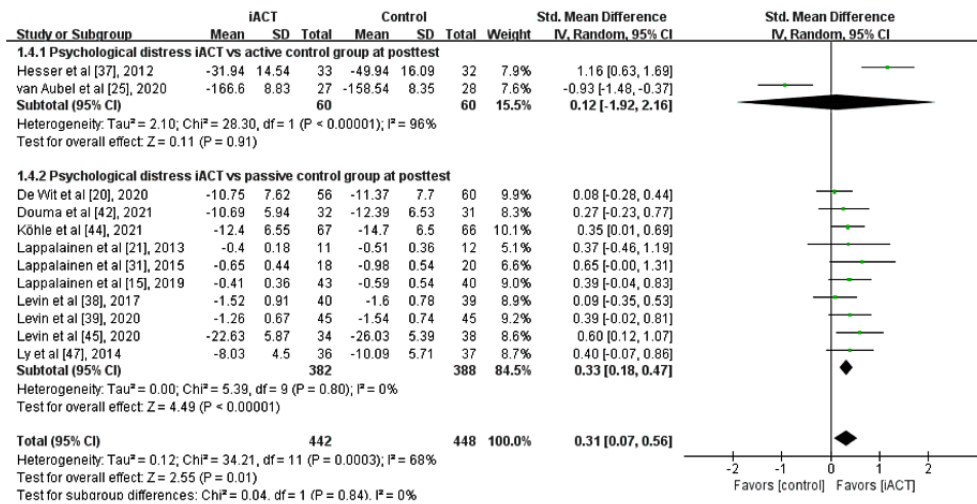 iACT Control Std. Mean Difference Std. Mean Difference
Study or Subgroup Mean SD Total Mean SD Total Weight IV, Random, 95% CI IV, Random, 95% CI
1.4.1 Psychological distress iACT vs active control group at posttest
Hesser et al [37], 2012 -31.94 14.54 33 -49.94 16.09 32 7.9% 1.16 [0.63, 1.69]
van Aubel et al [25], 2020 -166.6 8.83 27 -158.54 8.35 28 7.6% -0.93 [-1.48, -0.37]
Subtotal (95% CI) 60 60 15.5% 0.12 [-1.92, 2.16]
Heterogeneity: Tau² = 2.10; Chi² = 28.30, df = 1 (P < 0.00001); I² = 96%
Test for overall effect: Z = 0.11 (P = 0.91)
1.4.2 Psychological distress iACT vs passive control group at posttest
De Wit et al [20], 2020 -10.75 7.62 56 -11.37 7.7 60 9.9% 0.08 [-0.28, 0.44]
Douma et al [42], 2021 -10.69 5.94 32 -12.39 6.53 31 8.2% 0.27 [-0.23, 0.77]
Köhle et al [44], 2021 -12.4 6.55 67 -14.7 6.5 66 10.1% 0.35 [0.01, 0.69]
Lappalainen et al [21], 2013 -0.4 0.18 11 -0.51 0.36 12 5.2% 0.37 [-0.46, 1.19]
Lappalainen et al [31], 2015 -0.65 0.44 18 -0.98 0.54 20 6.7% 0.65 [-0.00, 1.31]
Lappalainen et al [15], 2019 -0.41 0.36 43 -0.59 0.54 40 9.0% 0.39 [-0.04, 0.83]
Levin et al [38], 2017 -1.52 0.91 40 -1.6 0.78 39 8.9% 0.09 [-0.35, 0.53]
Levin et al [39], 2020 -1.26 0.67 45 -1.54 0.74 45 9.2% 0.39 [-0.02, 0.81]
Levin et al [45], 2020 -22.63 5.87 34 -26.03 5.39 38 8.6% 0.60 [0.12, 1.07]
Ly et al [47], 2014 -8.03 4.5 36 -10.09 5.71 37 8.7% 0.40 [-0.07, 0.86]
Subtotal (95% CI) 382 388 84.5% 0.33 [0.18, 0.47]
Heterogeneity: Tau² = 0.00; Chi² = 5.39, df = 9 (P = 0.80); I² = 0%
Test for overall effect: Z = 4.49 (P < 0.00001)
Total (95% CI) 442 448 100.0% 0.31 [0.07, 0.56]
Heterogeneity: Tau² = 0.12; Chi² = 34.21, df = 11 (P = 0.0003); I² = 68%
Test for overall effect: Z = 2.55 (P = 0.01)
Test for subgroup differences: Chi² = 0.04, df = 1 (P = 0.84), I² = 0%
-2 -1 0 1 2
Favors [control] Favors [iACT]